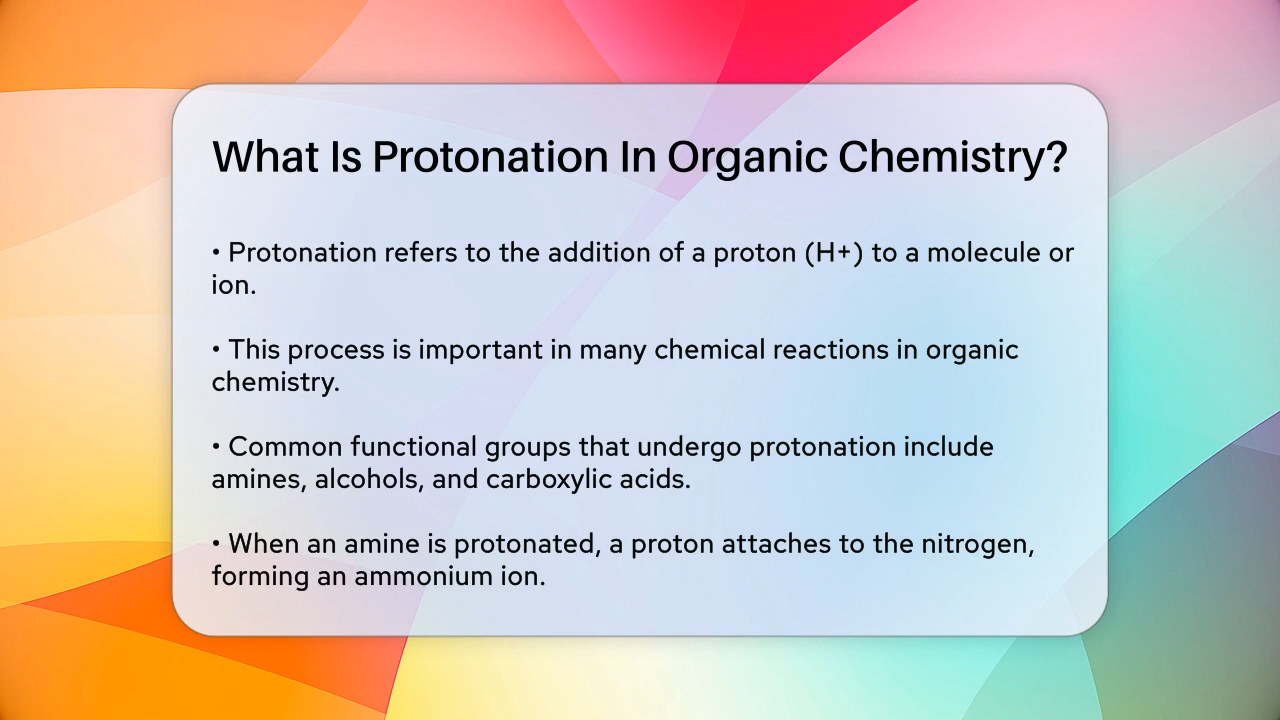 What Is Protonation In Organic Chemistry?
• Protonation refers to the addition of a proton (H+) to a molecule or
ion.
• This process is important in many chemical reactions in organic
chemistry.
• Common functional groups that undergo protonation include
amines, alcohols, and carboxylic acids.
• When an amine is protonated, a proton attaches to the nitrogen,
forming an ammonium ion.